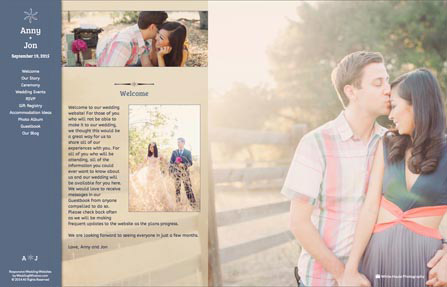 Anny
+
Jon
September 19, 2015
Welcome
Our Story
Ceremony
Wedding Events
RSVP
Gift Registry
Accommodation Ideas
Photo Album
Guestbook
Our Blog
A J
Responsive Wedding Websites
by WeddingWindow.com
© 2014 All Rights Reserved
Welcome
Welcome to our wedding
website! For those of you
who will not be able to
make it to our wedding,
we thought this would be
a great way for us to
share all of our
experiences with you. For
all of you who will be
attending, all of the
information you could
ever want to know about
us and our wedding will
be available for you here.
We would love to receive
messages in our
Guestbook from anyone
compelled to do so.
Please check back often
as we will be making
frequent updates to the website as the plans progress.
We are looking forward to seeing everyone in just a few months.
Love, Anny and Jon
White Haute Photography